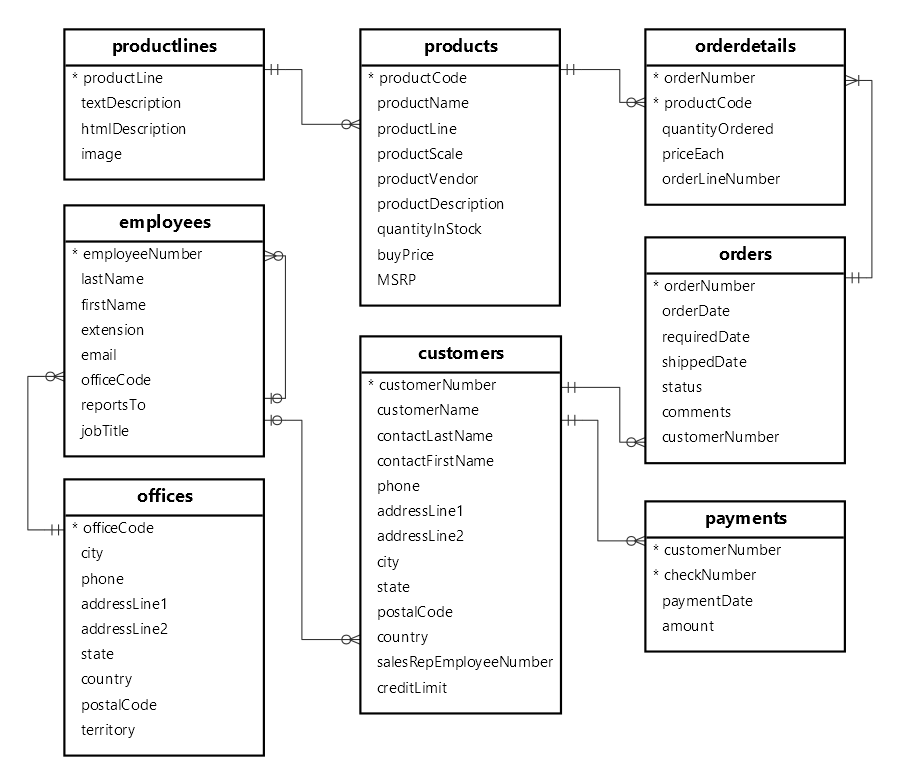 productlines
* productLine
textDescription
htmlDescription
image
products
* productCode
productName
productLine
productScale
productVendor
productDescription
quantityInStock
buyPrice
MSRP
orderdetails
* orderNumber
* productCode
quantityOrdered
priceEach
orderLineNumber
employees
* employeeNumber
lastName
firstName
extension
email
officeCode
reportsTo
jobTitle
orders
* orderNumber
orderDate
requiredDate
shippedDate
status
comments
customerNumber
customers
* customerNumber
customerName
contactLastName
contactFirstName
phone
addressLine1
addressLine2
city
state
postalCode
country
salesRepEmployeeNumber
creditLimit
offices
* officeCode
city
phone
addressLine1
addressLine2
state
country
postalCode
territory
payments
* customerNumber
* checkNumber
paymentDate
amount